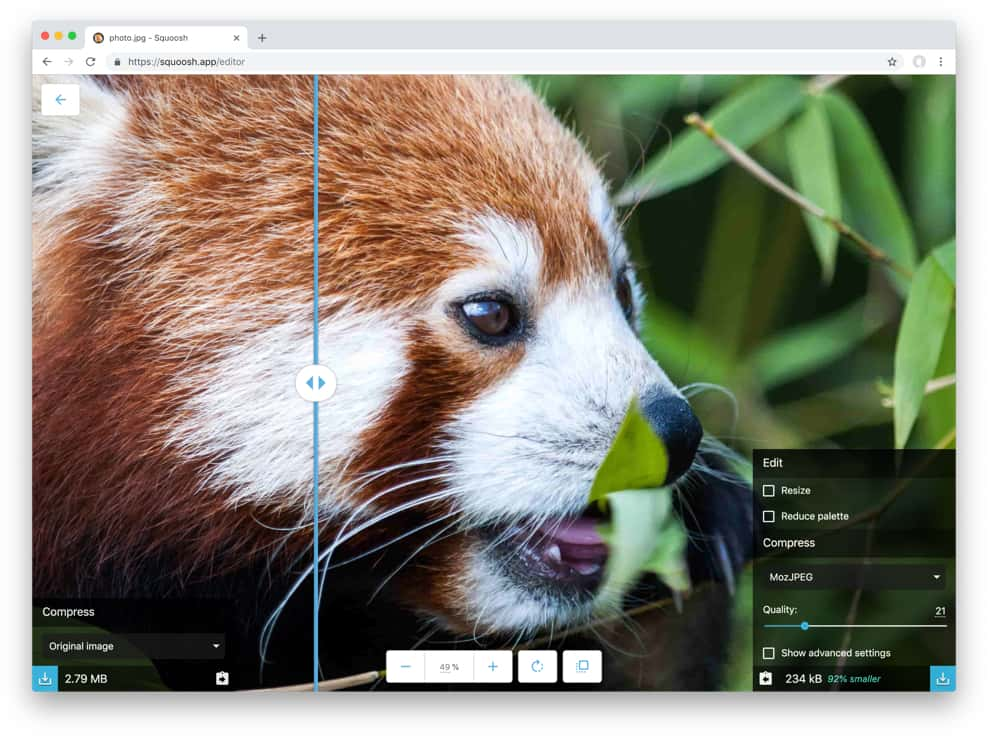 photo.jpg - Squoosh
https://squoosh.app/editor
Edit
Resize
Reduce palette
Compress
MozJPEG
Quality: 21
Show advanced settings
234 kB 92% smaller
Compress
Original image
2.79 MB
49 %